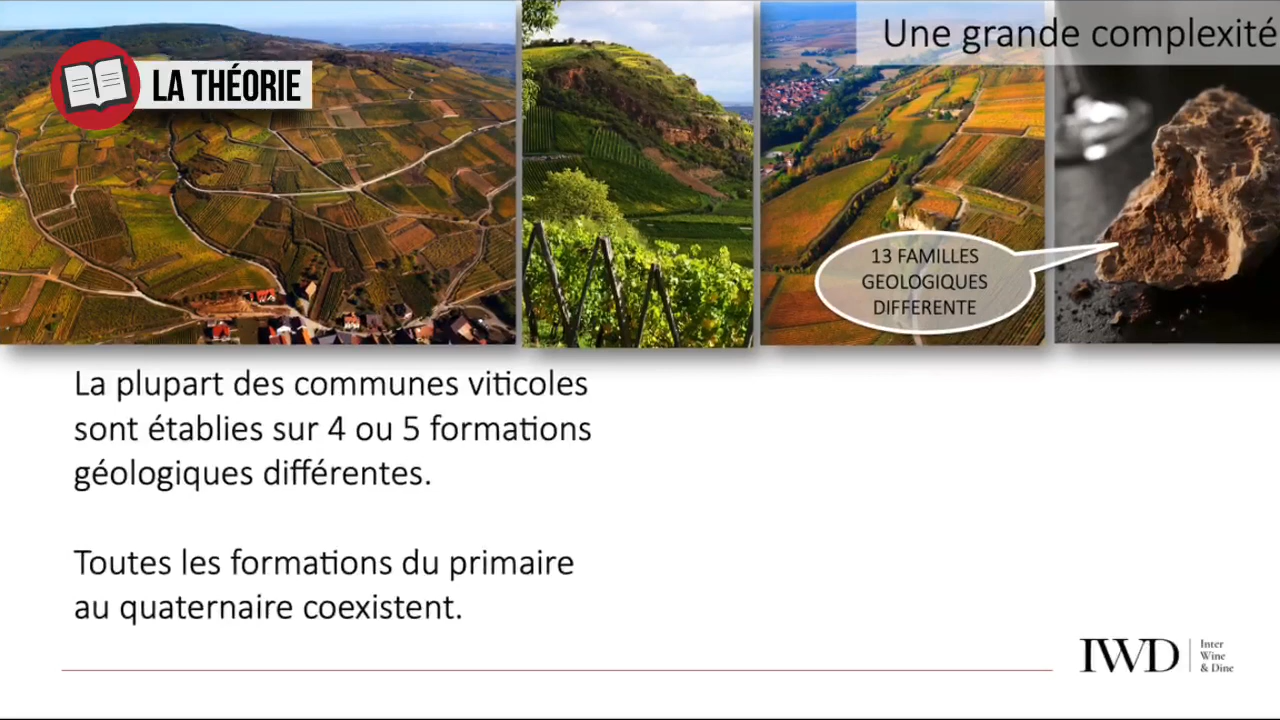 Une grande complexité
LA THÉORIE
13 FAMILLES
GEOLOGIQUES
DIFFERENTE
La plupart des communes viticoles
sont établies sur 4 ou 5 formations
géologiques différentes.
Toutes les formations du primaire
au quaternaire coexistent.
IWD
Inter
Wine
& Dine